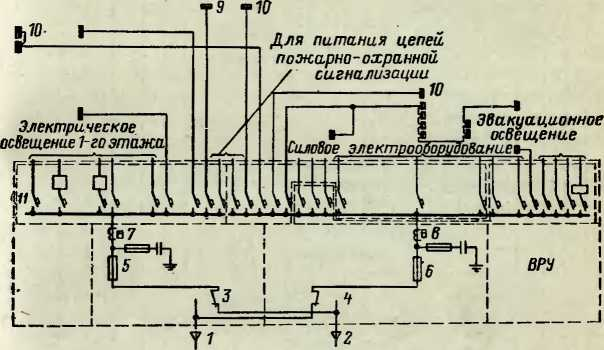 9
10
10
Для питания цепей
пожарно-охранной
сигнализации
10
Электрическое
освещение 1-го этажа
Эвакуационное
освещение
Силовое электрооборудование
11
7
8
5
6
ВРУ
3
4
1
2